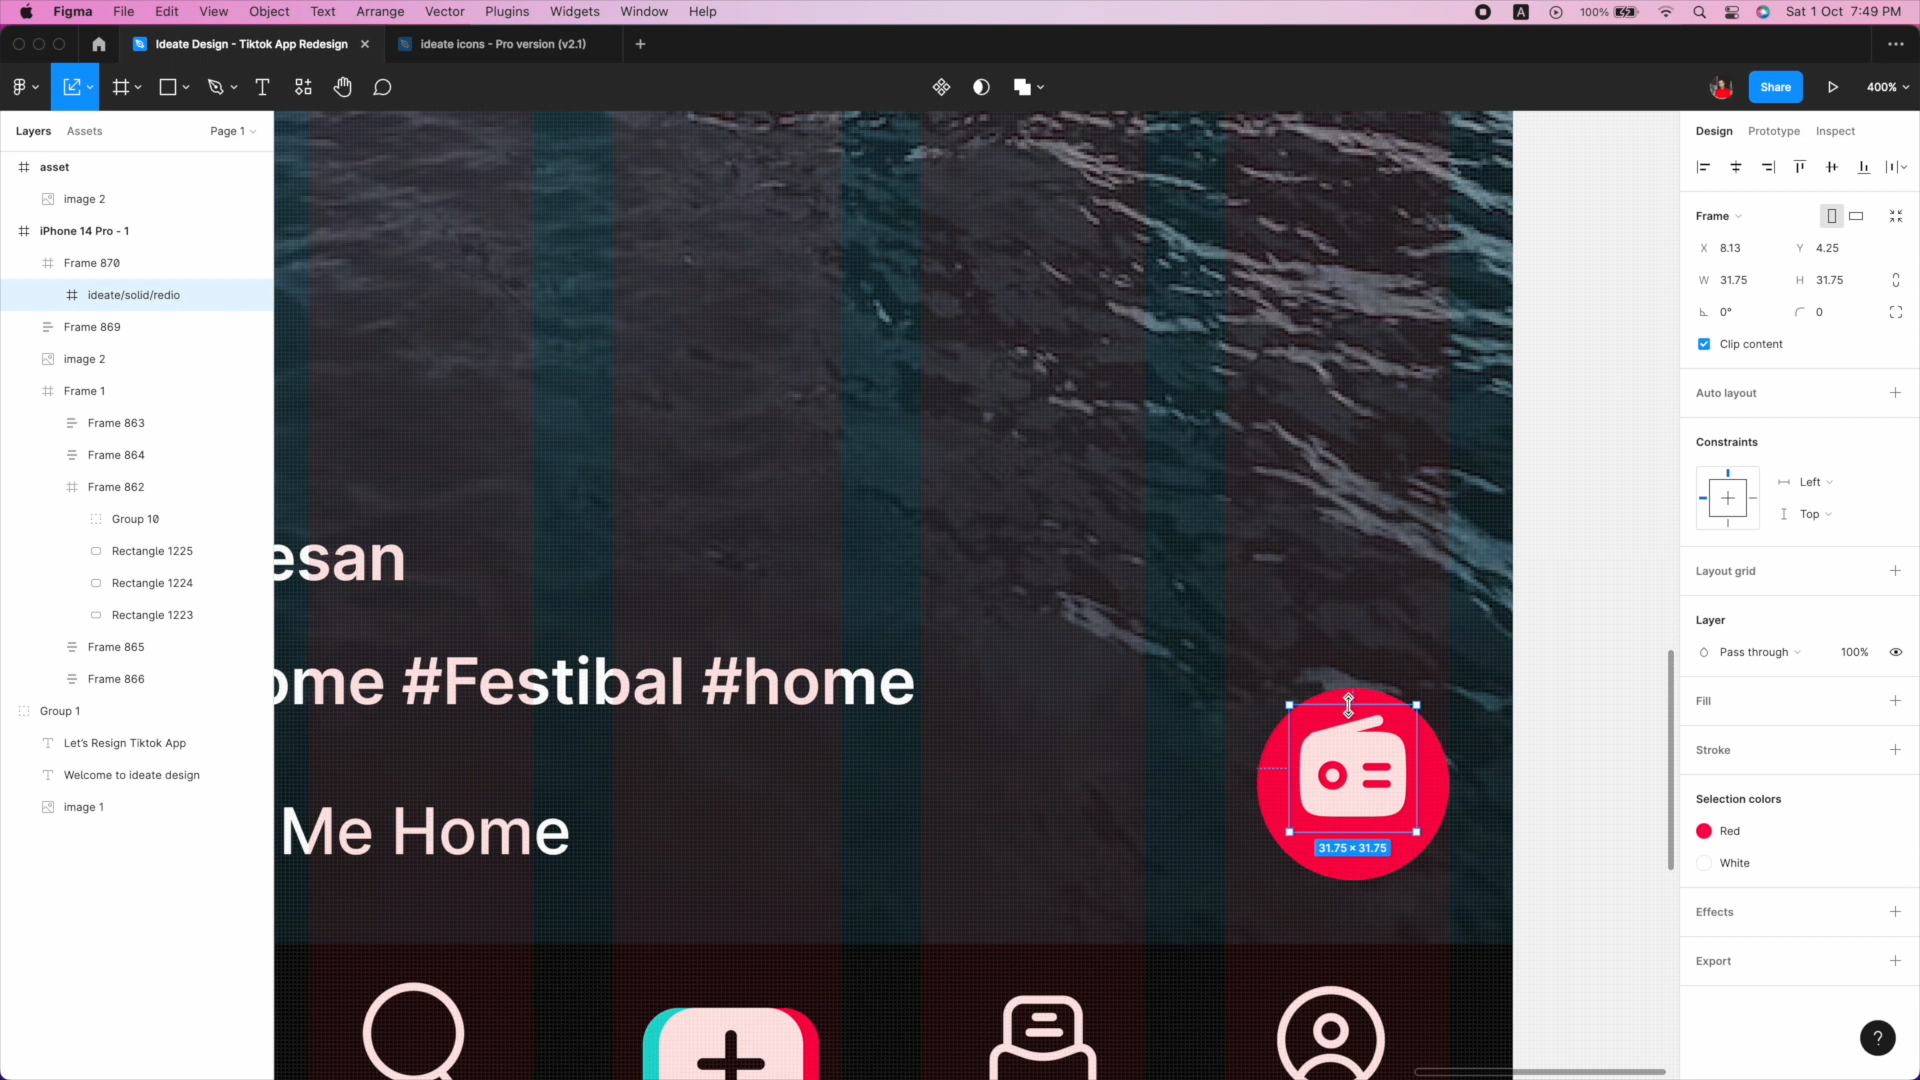 Figma File Edit View Object Text Arrange Vector Plugins Widgets Window Help
A 100% Sat 1 Oct 7:49 PM
Ideate Design - Tiktok App Redesign
ideate icons - Pro version (v2.1)
Share 400%
Layers Assets Page 1
asset
image 2
iPhone 14 Pro - 1
Frame 870
ideate/solid/redio
Frame 869
image 2
Frame 1
Frame 863
Frame 864
Frame 862
Group 10
Rectangle 1225
Rectangle 1224
Rectangle 1223
Frame 865
Frame 866
Group 1
Let's Resign Tiktok App
Welcome to ideate design
image 1
esan
ome #Festibal #home
Me Home
31.75 × 31.75
Design Prototype Inspect
Frame
X 8.13 Y 4.25
W 31.75 H 31.75
0° 0
Clip content
Auto layout
Constraints
Left
Top
Layout grid
Layer
Pass through 100%
Fill
Stroke
Selection colors
Red
White
Effects
Export
?